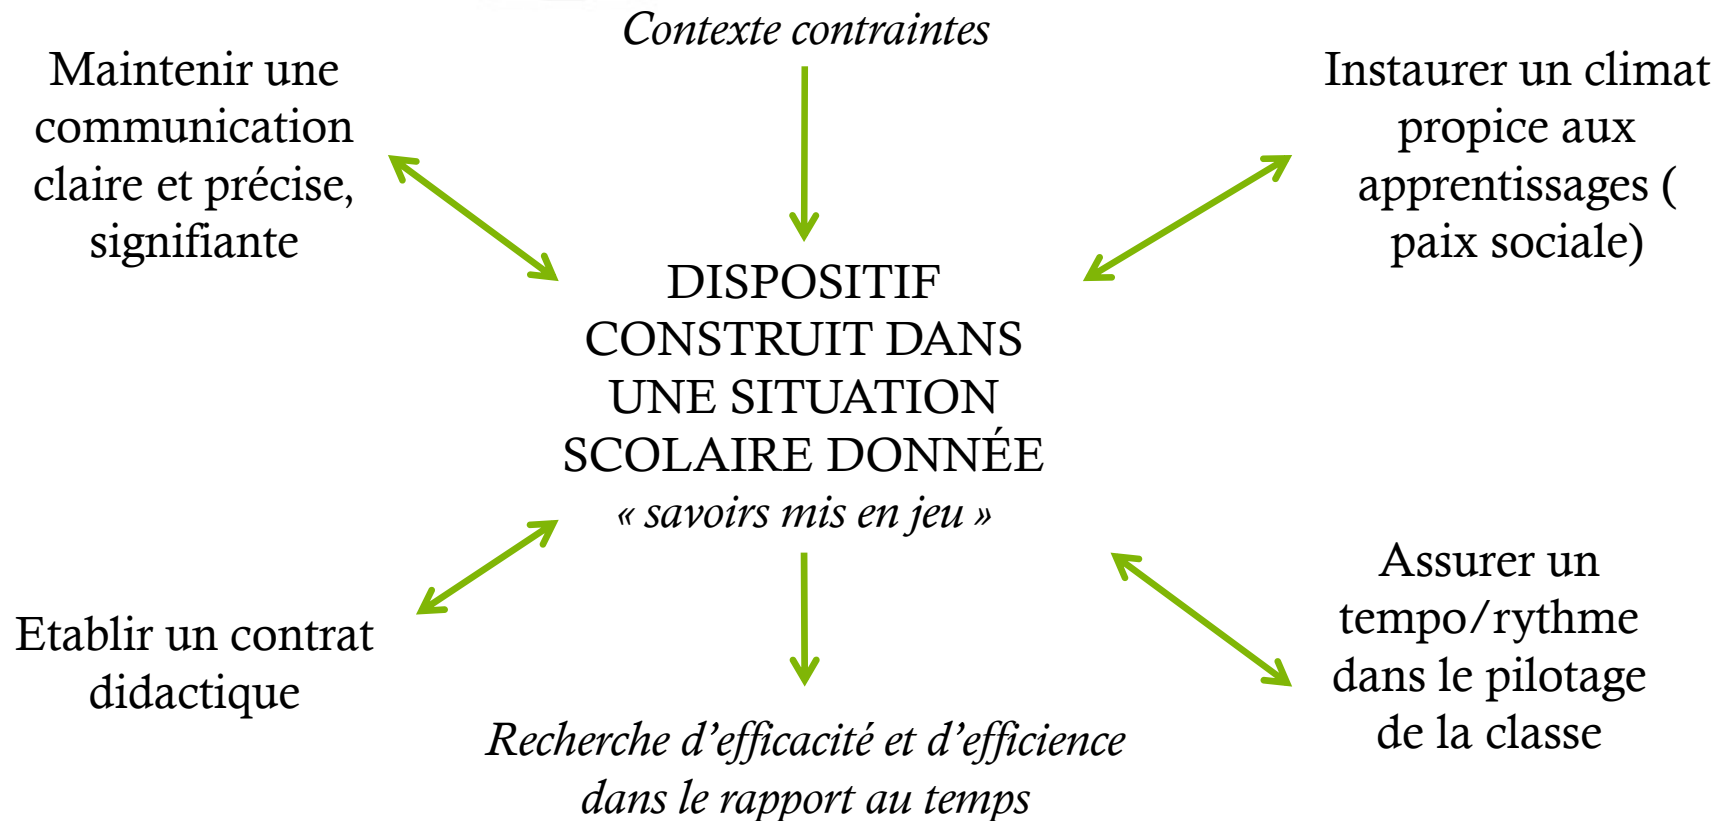 Contexte contraintes
Maintenir une
communication
claire et précise,
signifiante
Instaurer un climat
propice aux
apprentissages (
paix sociale)
DISPOSITIF
CONSTRUIT DANS
UNE SITUATION
SCOLAIRE DONNÉE
« savoirs mis en jeu »
Etablir un contrat
didactique
Assurer un
tempo/rythme
dans le pilotage
de la classe
Recherche d’efficacité et d’efficience
dans le rapport au temps